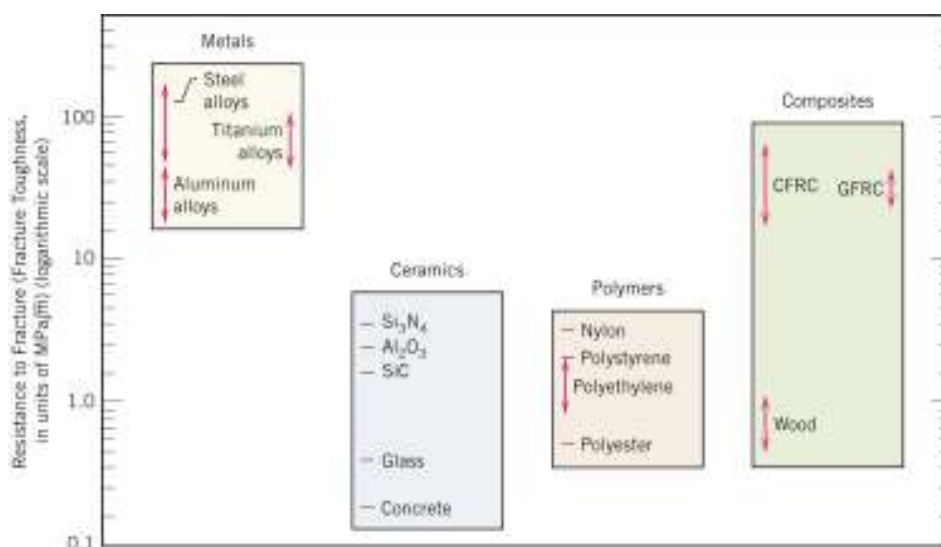 Resistance to Fracture (Fracture Toughness,
in units of MPa√m) (logarithmic scale)
100
10
1.0
0.1
Metals
Steel
alloys
Titanium
alloys
Aluminum
alloys
Ceramics
Si₃N₄
Al₂O₃
SiC
Glass
Concrete
Polymers
Nylon
Polystyrene
Polyethylene
Polyester
Composites
CFRC
GFRC
Wood